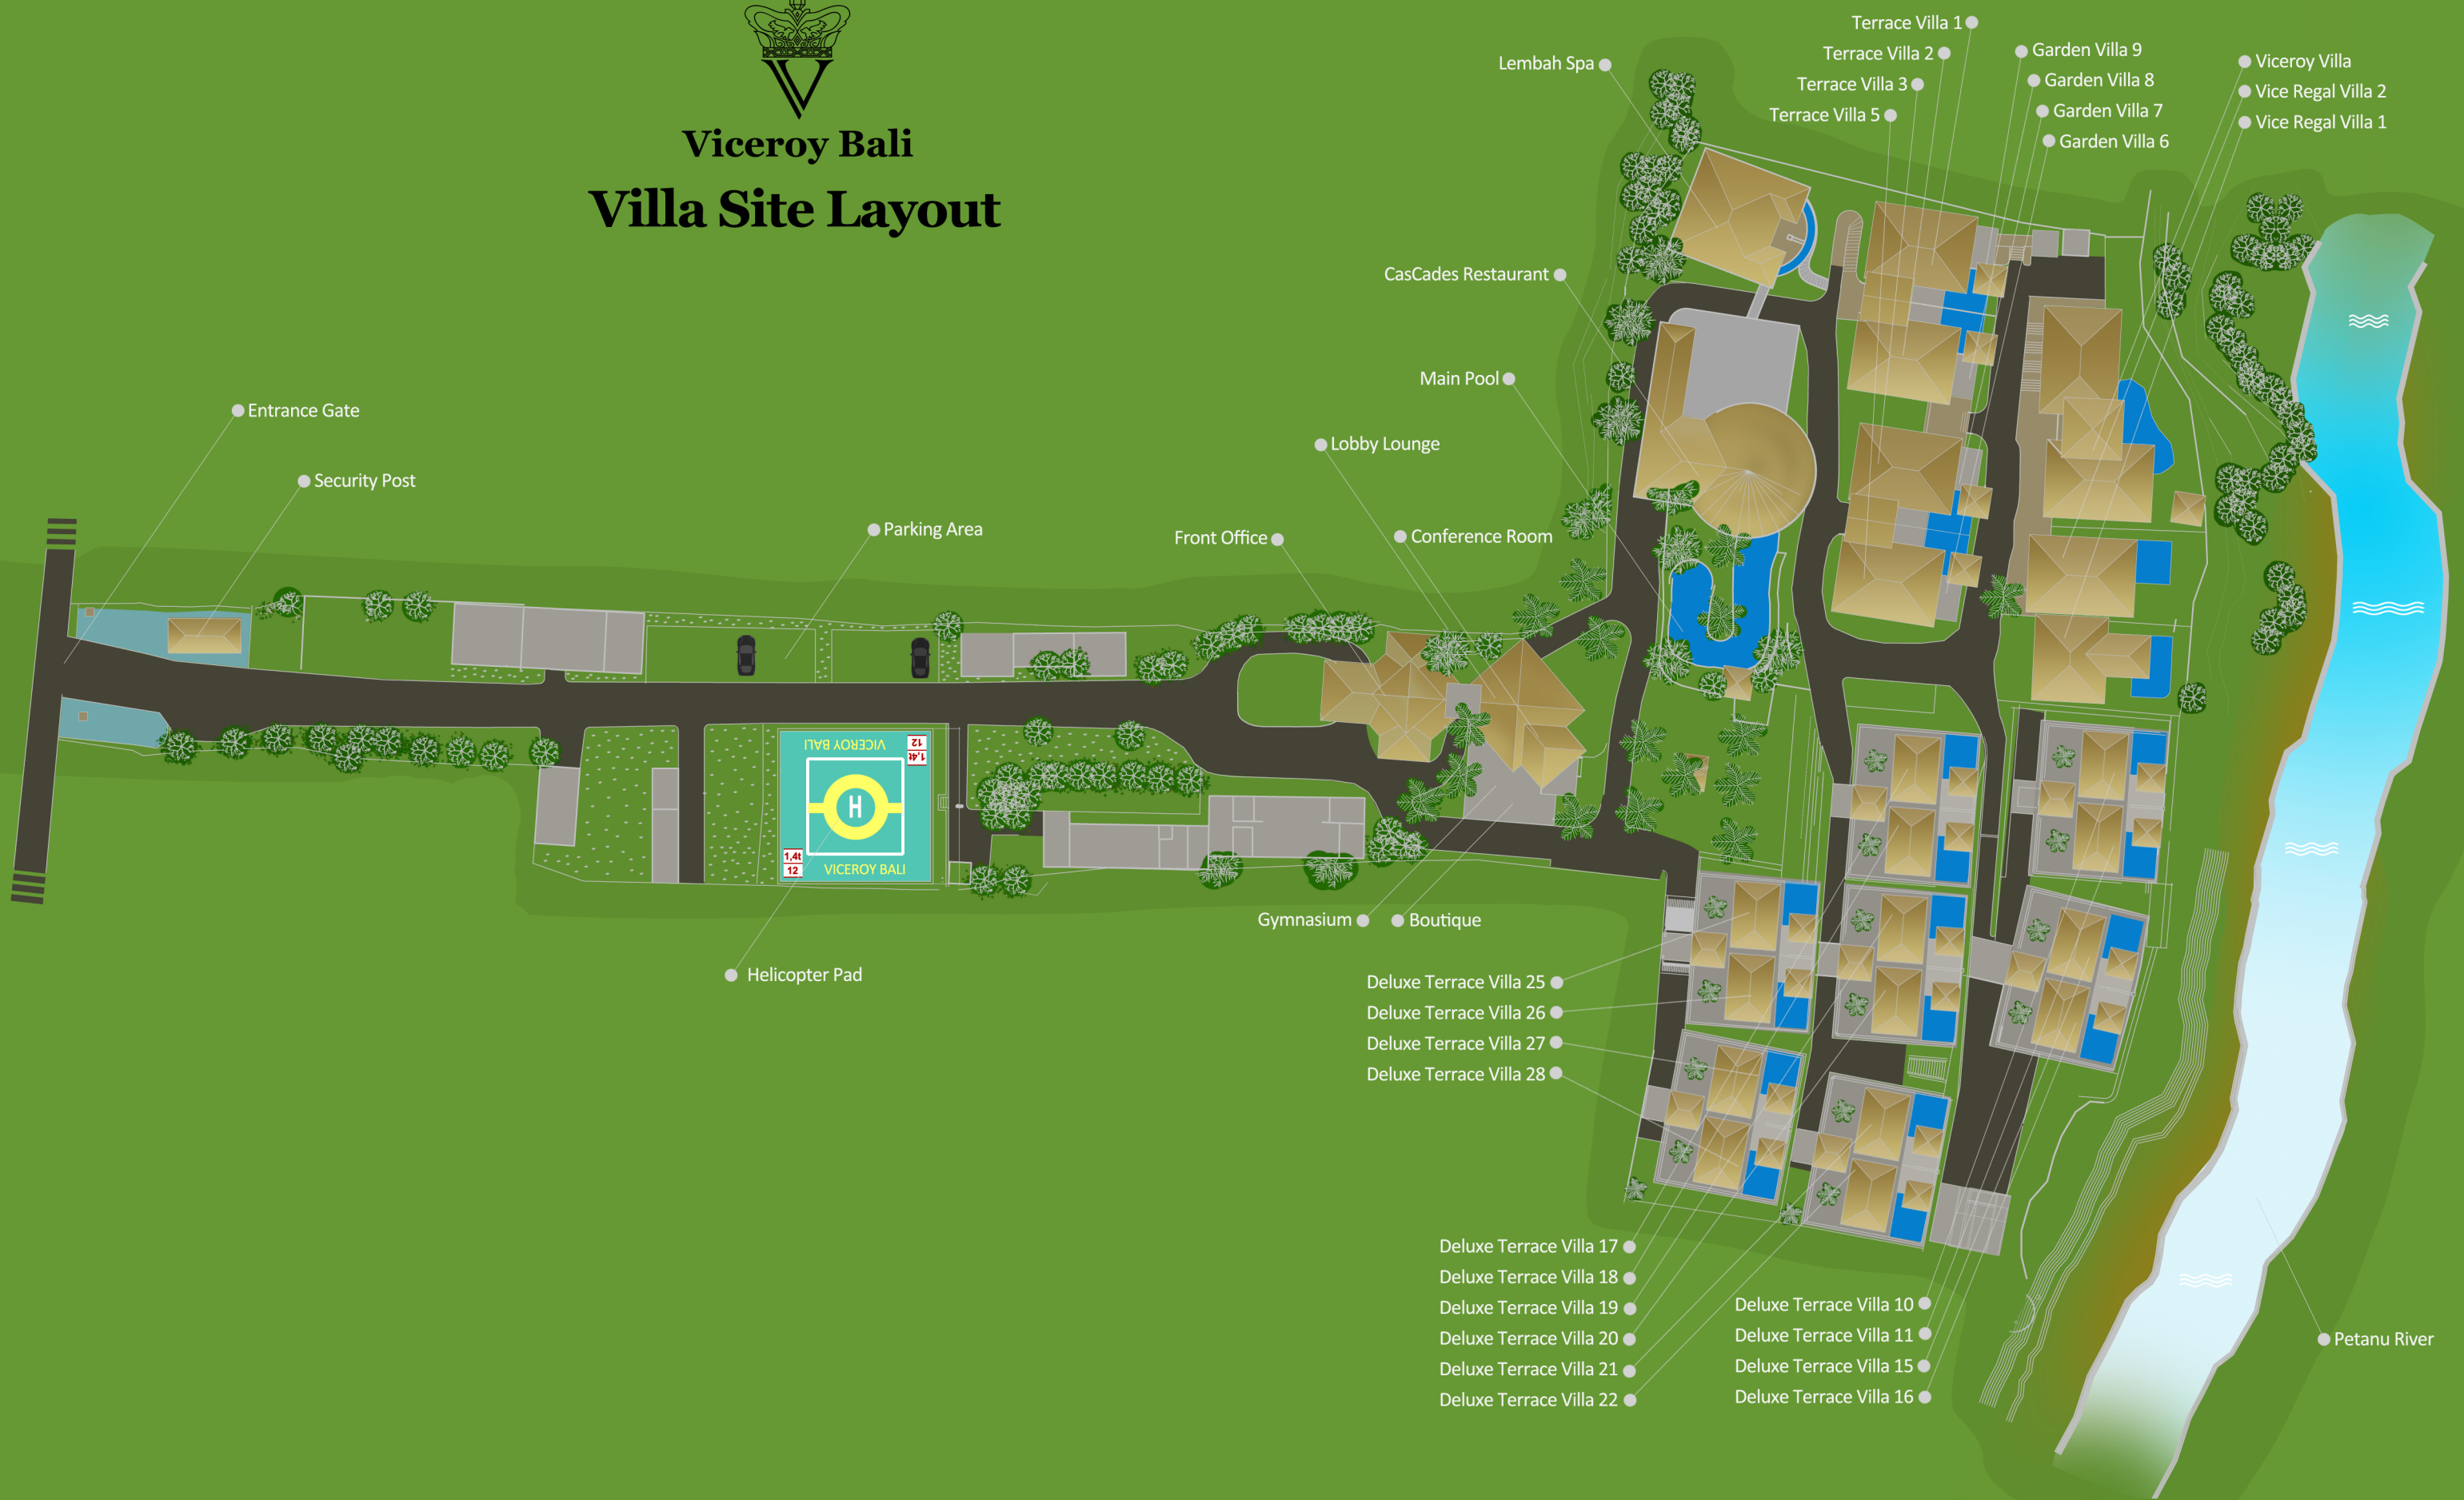 Viceroy Bali
Villa Site Layout
Terrace Villa 1
Terrace Villa 2
Terrace Villa 3
Terrace Villa 5
Garden Villa 9
Garden Villa 8
Garden Villa 7
Garden Villa 6
Viceroy Villa
Vice Regal Villa 2
Vice Regal Villa 1
Lembah Spa
CasCades Restaurant
Main Pool
Lobby Lounge
Entrance Gate
Security Post
Parking Area
Front Office
Conference Room
VICEROY BALI
12
1,4t
H
1,4t
12
VICEROY BALI
Helicopter Pad
Gymnasium
Boutique
Deluxe Terrace Villa 25
Deluxe Terrace Villa 26
Deluxe Terrace Villa 27
Deluxe Terrace Villa 28
Deluxe Terrace Villa 17
Deluxe Terrace Villa 18
Deluxe Terrace Villa 19
Deluxe Terrace Villa 20
Deluxe Terrace Villa 21
Deluxe Terrace Villa 22
Deluxe Terrace Villa 10
Deluxe Terrace Villa 11
Deluxe Terrace Villa 15
Deluxe Terrace Villa 16
Petanu River